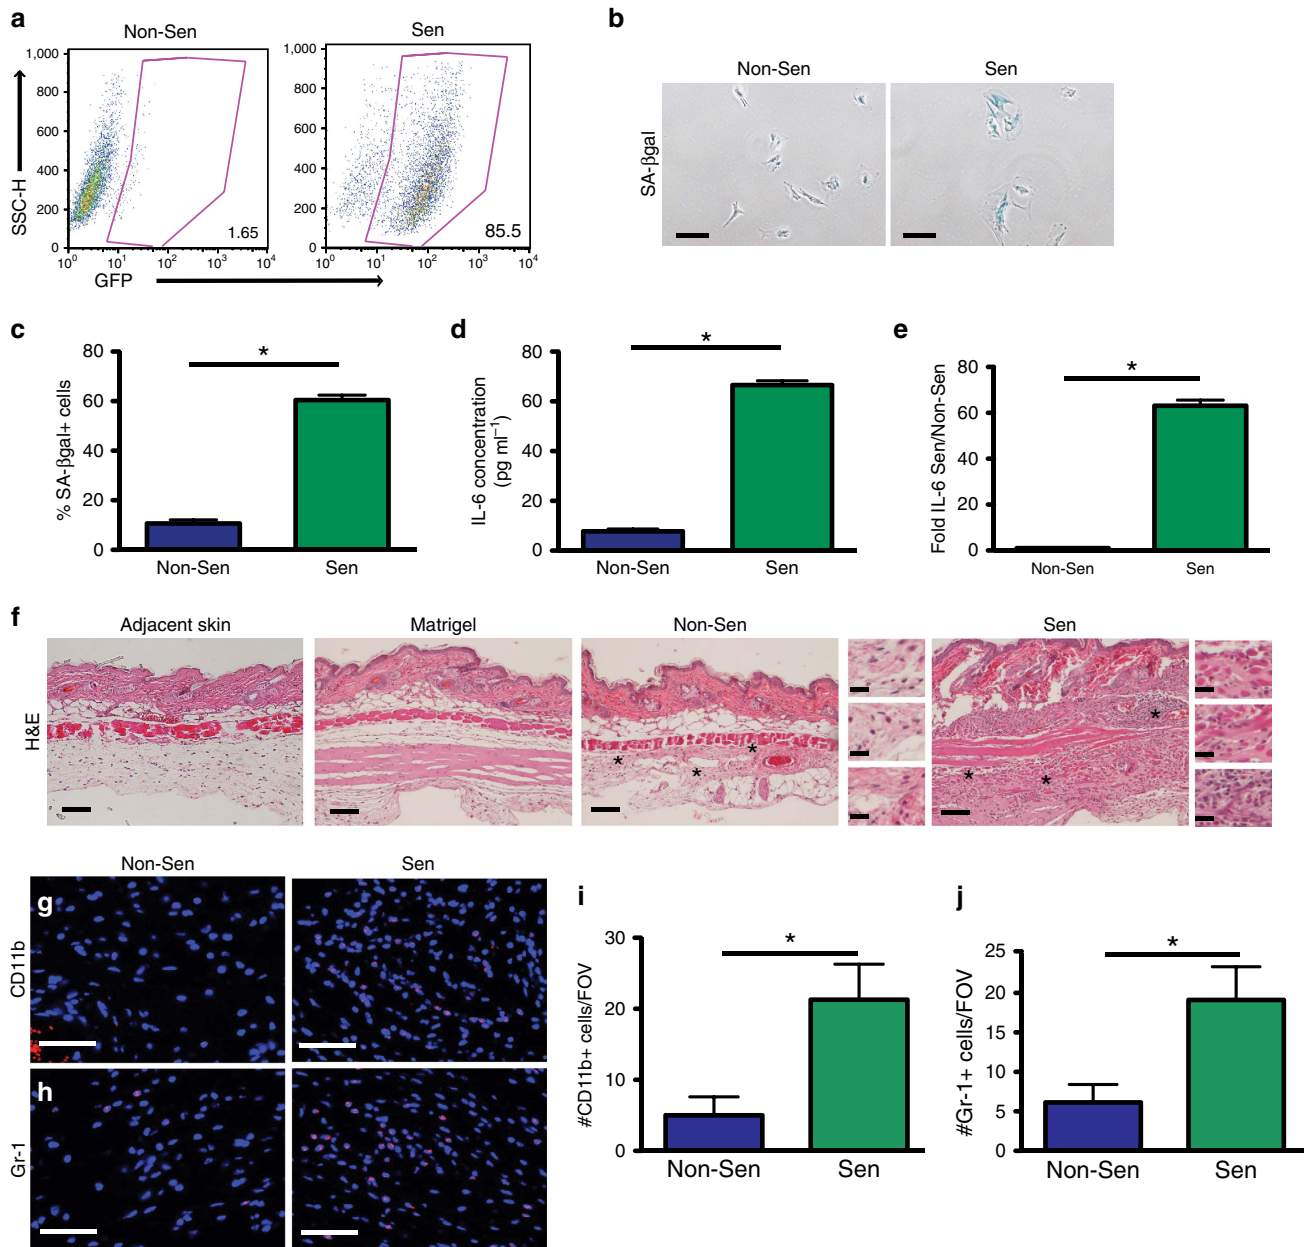 a
Non-Sen
Sen
1,000
800
600
400
200
0
SSC-H
1.65
10^0 10^1 10^2 10^3 10^4
GFP
1,000
800
600
400
200
0
85.5
10^0 10^1 10^2 10^3 10^4
b
Non-Sen
Sen
SA-βgal
c
% SA-βgal+ cells
80
60
40
20
0
*
Non-Sen
Sen
d
IL-6 concentration
(pg ml⁻¹)
80
60
40
20
0
*
Non-Sen
Sen
e
Fold IL-6 Sen/Non-Sen
80
60
40
20
0
*
Non-Sen
Sen
f
Adjacent skin
Matrigel
Non-Sen
Sen
H&E
* * *
* * *
Non-Sen
Sen
g
CD11b
h
Gr-1
i
#CD11b+ cells/FOV
30
20
10
0
*
Non-Sen
Sen
j
#Gr-1+ cells/FOV
25
20
15
10
5
0
*
Non-Sen
Sen